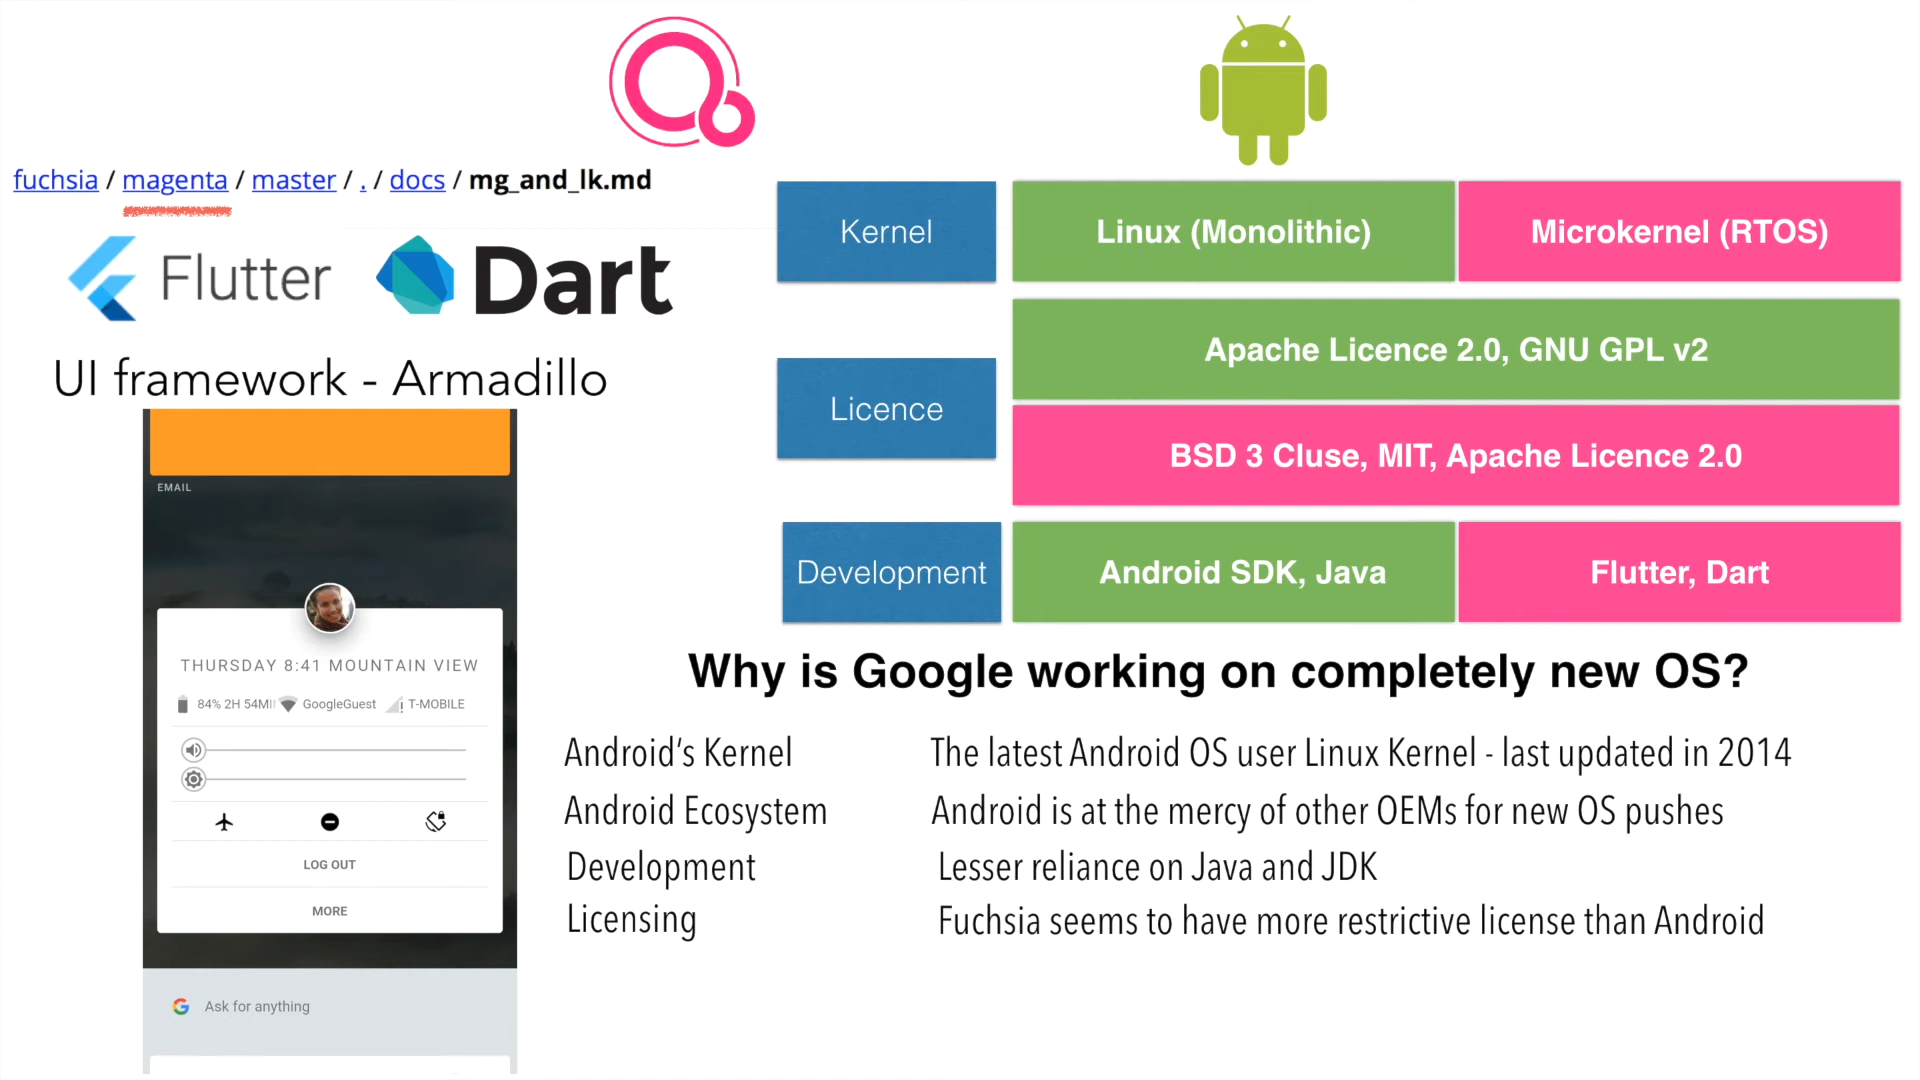 fuchsia / magenta / master / . / docs / mg_and_lk.md
Flutter
Dart
UI framework - Armadillo
EMAIL
THURSDAY 8:41 MOUNTAIN VIEW
84% 2H 54MI
GoogleGuest
T-MOBILE
LOG OUT
MORE
Ask for anything
Kernel
Linux (Monolithic)
Microkernel (RTOS)
Licence
Apache Licence 2.0, GNU GPL v2
BSD 3 Cluse, MIT, Apache Licence 2.0
Development
Android SDK, Java
Flutter, Dart
Why is Google working on completely new OS?
Android's Kernel
The latest Android OS user Linux Kernel - last updated in 2014
Android Ecosystem
Android is at the mercy of other OEMs for new OS pushes
Development
Lesser reliance on Java and JDK
Licensing
Fuchsia seems to have more restrictive license than Android